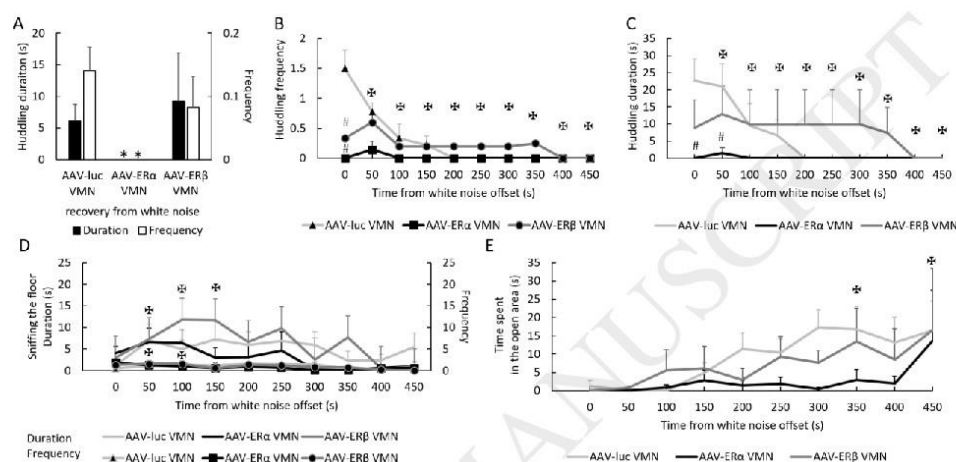 A
Huddling duraiton (s)
20
15
10
5
0
0.2
0.1
0
Frequency
* *
AAV-luc AAV-ERα AAV-ERβ
VMN VMN VMN
recovery from white noise
Duration Frequency
B
Huddling frequency
2
1.5
1
0.5
0
#
#
0 50 100 150 200 250 300 350 400 450
Time from white noise offset (s)
AAV-luc VMN AAV-ERα VMN AAV-ERβ VMN
C
Huddling duration (s)
35
30
25
20
15
10
5
0
# #
0 50 100 150 200 250 300 350 400 450
Time from white noise offset (s)
AAV-luc VMN AAV-ERα VMN AAV-ERβ VMN
D
Sniffing the floor
Duration (s)
20
15
10
5
0
20
15
10
5
0
Frequency
0 50 100 150 200 250 300 350 400 450
Time from white noise offset (s)
Duration AAV-luc VMN AAV-ERα VMN AAV-ERβ VMN
Frequency AAV-luc VMN AAV-ERα VMN AAV-ERβ VMN
E
Time spent
in the open area (s)
35
30
25
20
15
10
5
0
0 50 100 150 200 250 300 350 400 450
Time from white noise offset (s)
AAV-luc VMN AAV-ERα VMN AAV-ERβ VMN